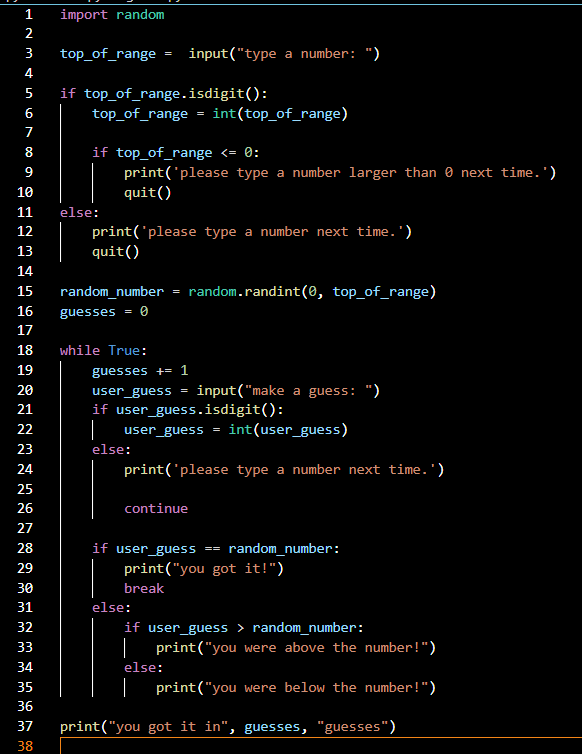 1 import random
2
3 top_of_range =  input("type a number: ")
4
5 if top_of_range.isdigit():
6     top_of_range = int(top_of_range)
7
8     if top_of_range <= 0:
9         print('please type a number larger than 0 next time.')
10         quit()
11 else:
12     print('please type a number next time.')
13     quit()
14
15 random_number = random.randint(0, top_of_range)
16 guesses = 0
17
18 while True:
19     guesses += 1
20     user_guess = input("make a guess: ")
21     if user_guess.isdigit():
22         user_guess = int(user_guess)
23     else:
24         print('please type a number next time.')
25
26         continue
27
28     if user_guess == random_number:
29         print("you got it!")
30         break
31     else:
32         if user_guess > random_number:
33             print("you were above the number!")
34         else:
35             print("you were below the number!")
36
37 print("you got it in", guesses, "guesses")
38